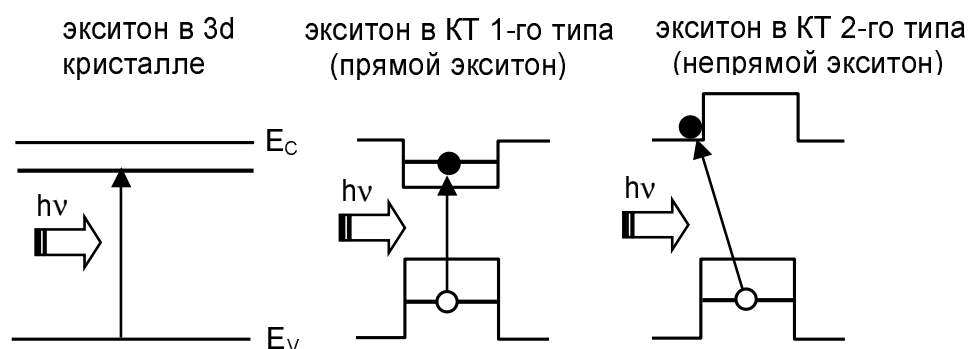 экситон в 3d
кристалле
экситон в КТ 1-го типа
(прямой экситон)
экситон в КТ 2-го типа
(непрямой экситон)
E_C
hν
hν
hν
E_V